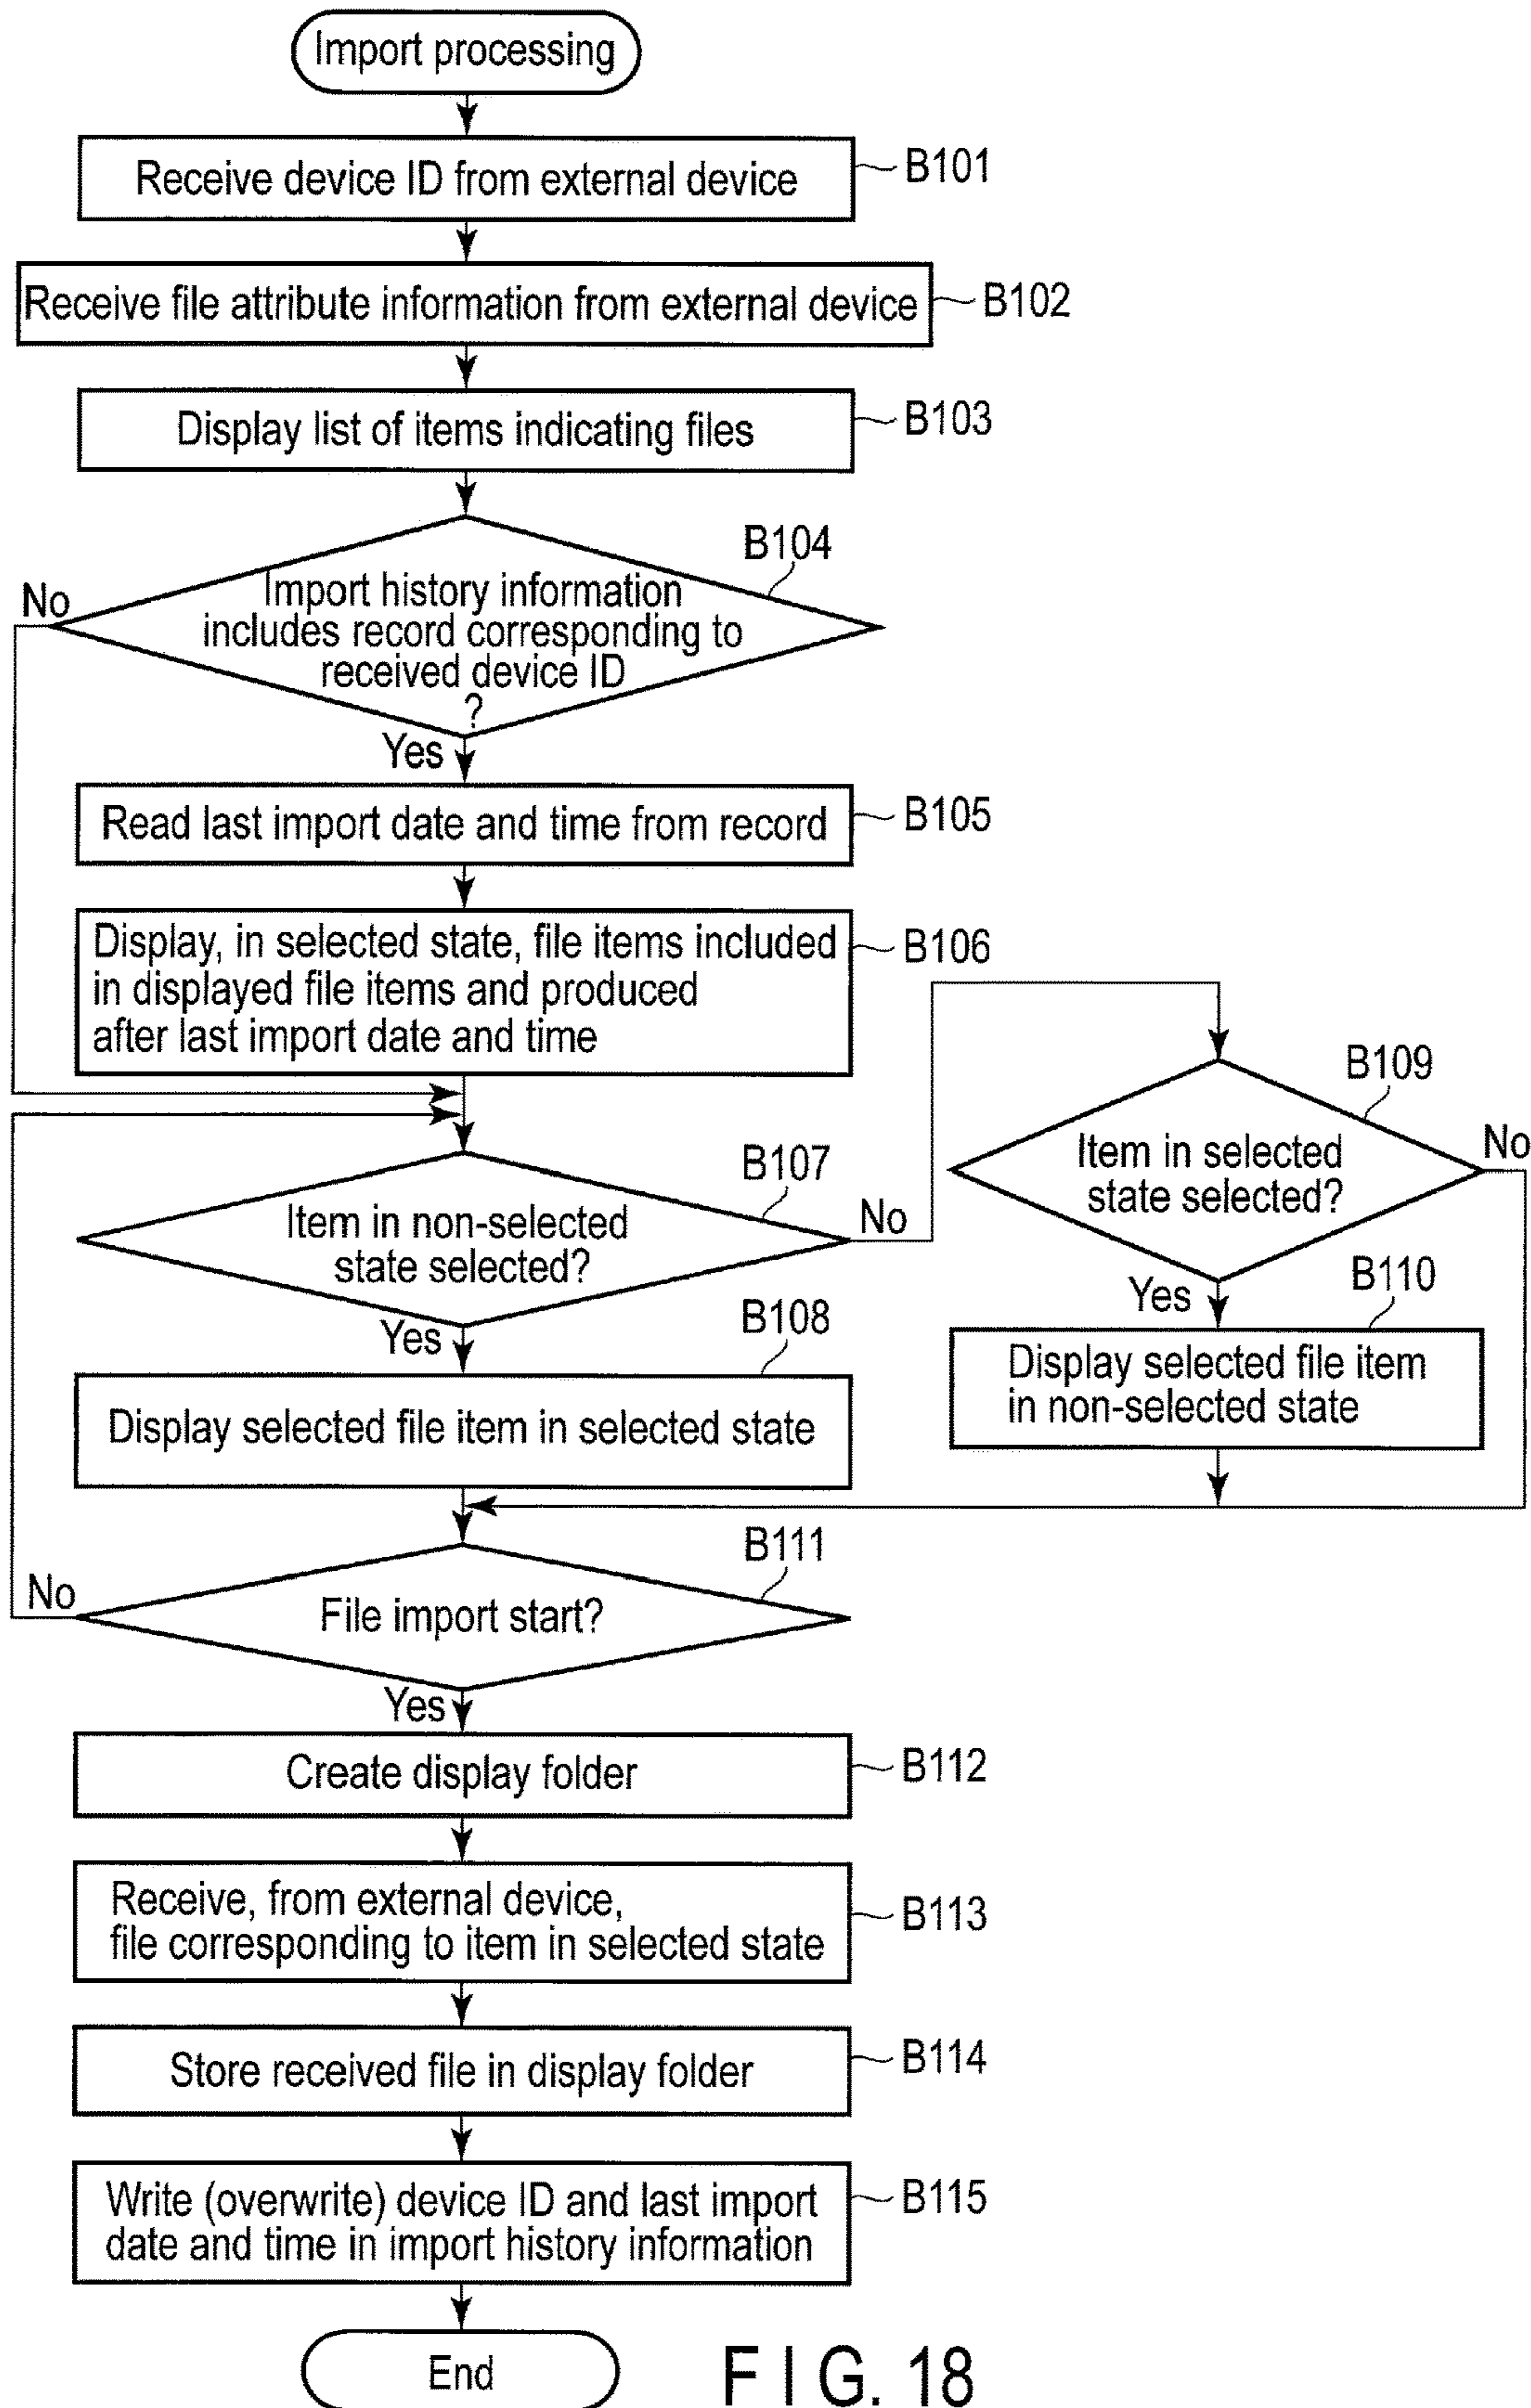 Import processing
Receive device ID from external device
B101
Receive file attribute information from external device
B102
Display list of items indicating files
B103
B104
Import history information
includes record corresponding to
received device ID
?
No
Yes
Read last import date and time from record
B105
Display, in selected state, file items included
in displayed file items and produced
after last import date and time
B106
B107
Item in non-selected
state selected?
No
Yes
B108
Display selected file item in selected state
B109
Item in selected
state selected?
No
Yes
B110
Display selected file item
in non-selected state
B111
File import start?
No
Yes
Create display folder
B112
Receive, from external device,
file corresponding to item in selected state
B113
Store received file in display folder
B114
Write (overwrite) device ID and last import
date and time in import history information
B115
End
FIG. 18